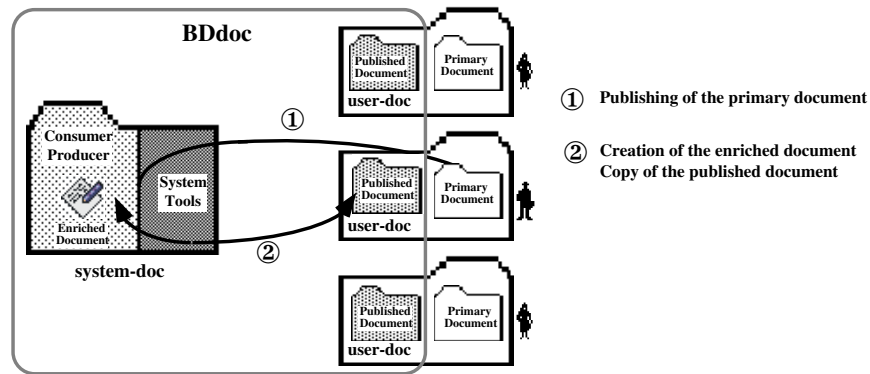 BDdoc
Published
Document
Primary
Document
user-doc
①
① Publishing of the primary document
Consumer
Producer
② Creation of the enriched document
Copy of the published document
System
Tools
Published
Document
Primary
Document
Enriched
Document
user-doc
②
system-doc
Published
Document
Primary
Document
user-doc